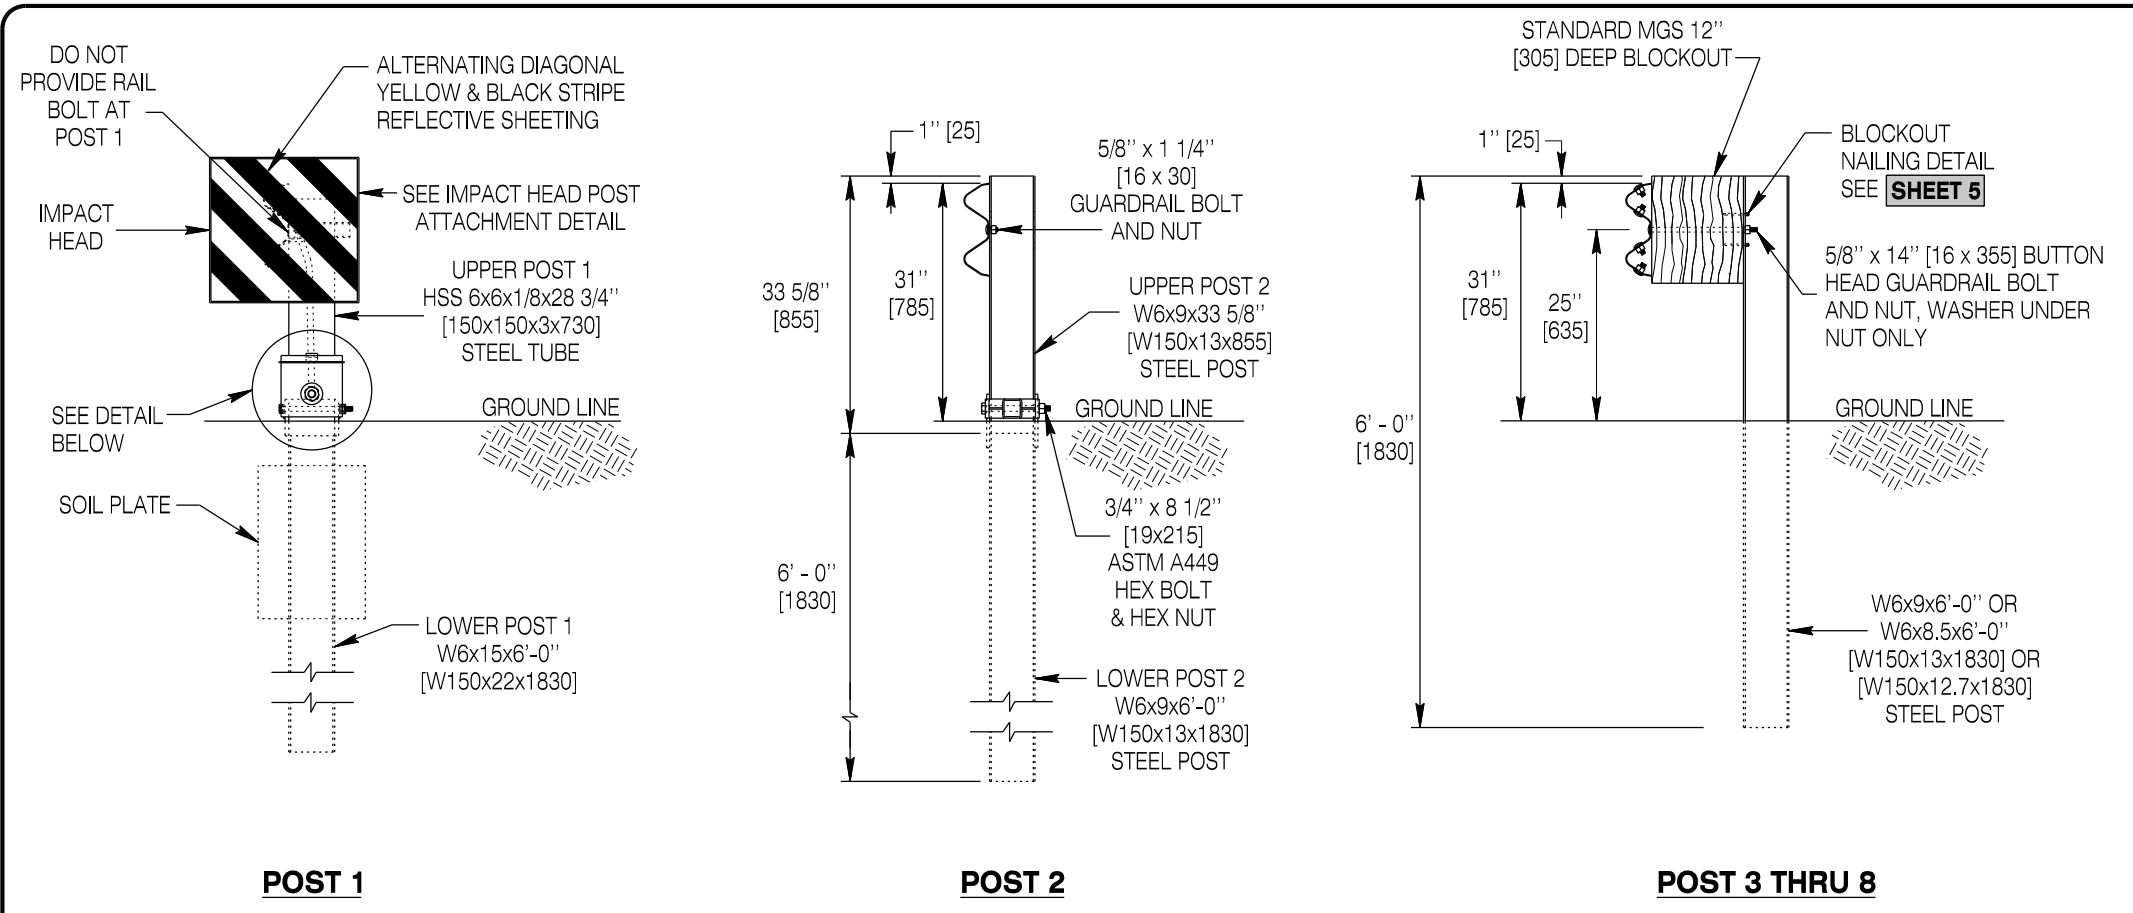 DO NOT
PROVIDE RAIL
BOLT AT
POST 1
ALTERNATING DIAGONAL
YELLOW & BLACK STRIPE
REFLECTIVE SHEETING
IMPACT
HEAD
SEE IMPACT HEAD POST
ATTACHMENT DETAIL
UPPER POST 1
HSS 6x6x1/8x28 3/4''
[150x150x3x730]
STEEL TUBE
SEE DETAIL
BELOW
GROUND LINE
SOIL PLATE
LOWER POST 1
W6x15x6'-0''
[W150x22x1830]
POST 1
1'' [25]
5/8'' x 1 1/4''
[16 x 30]
GUARDRAIL BOLT
AND NUT
33 5/8''
[855]
31''
[785]
UPPER POST 2
W6x9x33 5/8''
[W150x13x855]
STEEL POST
GROUND LINE
3/4'' x 8 1/2''
[19x215]
ASTM A449
HEX BOLT
& HEX NUT
6' - 0''
[1830]
LOWER POST 2
W6x9x6'-0''
[W150x13x1830]
STEEL POST
POST 2
STANDARD MGS 12''
[305] DEEP BLOCKOUT
1'' [25]
BLOCKOUT
NAILING DETAIL
SEE SHEET 5
5/8'' x 14'' [16 x 355] BUTTON
HEAD GUARDRAIL BOLT
AND NUT, WASHER UNDER
NUT ONLY
31''
[785]
25''
[635]
GROUND LINE
6' - 0''
[1830]
W6x9x6'-0'' OR
W6x8.5x6'-0''
[W150x13x1830] OR
[W150x12.7x1830]
STEEL POST
POST 3 THRU 8